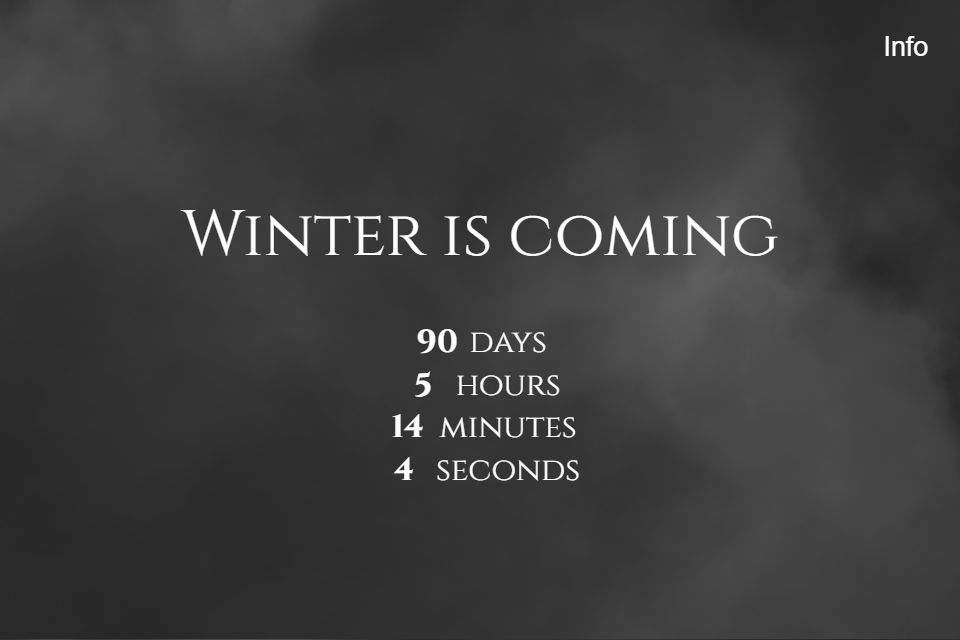 Info
Winter is coming
90 days
5 hours
14 minutes
4 seconds